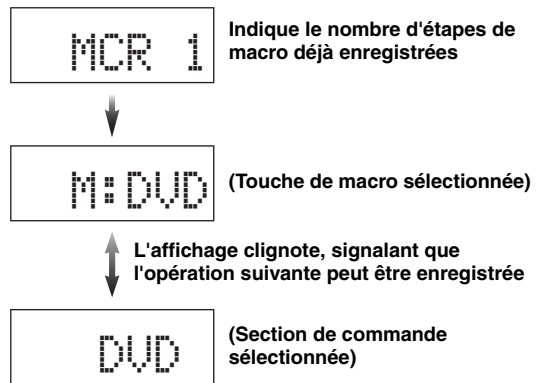 MCR 1
Indique le nombre d'étapes de
macro déjà enregistrées
M:DVD
(Touche de macro sélectionnée)
L'affichage clignote, signalant que
l'opération suivante peut être enregistrée
DVD
(Section de commande
sélectionnée)